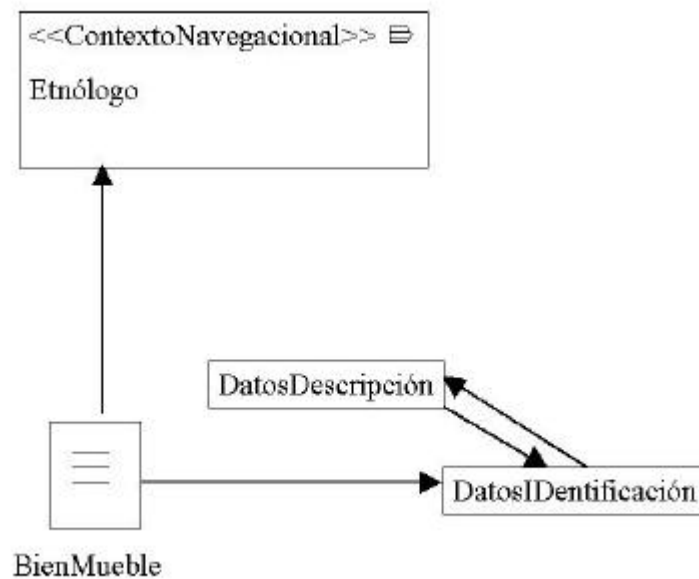 <<ContextoNavegacional>>
Etnólogo
DatosDescripción
DatosIDentificación
BienMueble